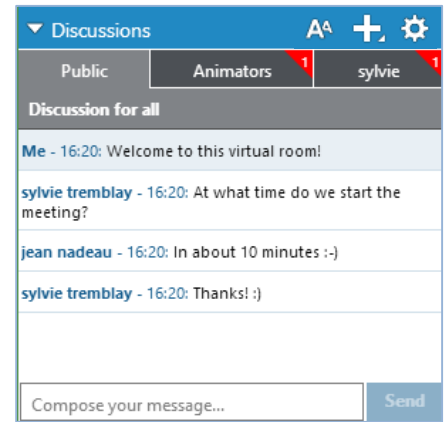 Discussions AA
Public Animators 1 sylvie 1
Discussion for all
Me - 16:20: Welcome to this virtual room!
sylvie tremblay - 16:20: At what time do we start the
meeting?
jean nadeau - 16:20: In about 10 minutes :-)
sylvie tremblay - 16:20: Thanks! :)
Compose your message... Send